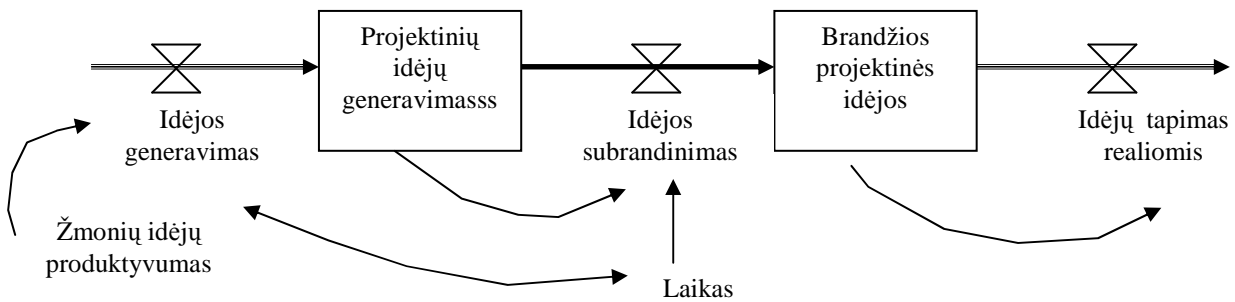 Projektinių
idėjų
generavimasss
Brandžios
projektinės
idėjos
Idėjos
generavimas
Idėjos
subrandinimas
Idėjų tapimas
realiomis
Žmonių idėjų
produktyvumas
Laikas